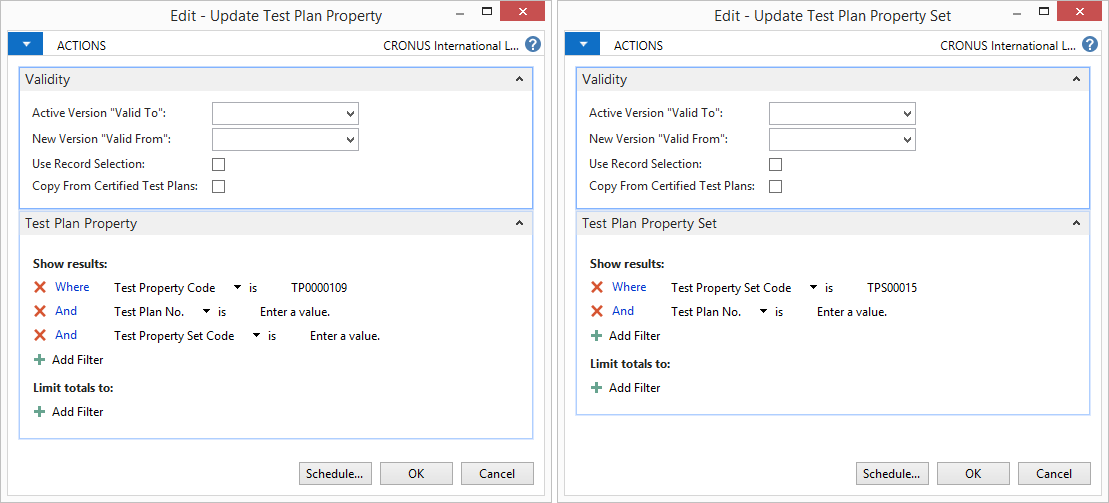 Edit - Update Test Plan Property
ACTIONS
CRONUS International L... ?
Validity
Active Version "Valid To":
New Version "Valid From":
Use Record Selection:
Copy From Certified Test Plans:
Test Plan Property
Show results:
Where Test Property Code is TP0000109
And Test Plan No. is Enter a value.
And Test Property Set Code is Enter a value.
Add Filter
Limit totals to:
Add Filter
Schedule... OK Cancel
Edit - Update Test Plan Property Set
ACTIONS
CRONUS International L... ?
Validity
Active Version "Valid To":
New Version "Valid From":
Use Record Selection:
Copy From Certified Test Plans:
Test Plan Property Set
Show results:
Where Test Property Set Code is TPS00015
And Test Plan No. is Enter a value.
Add Filter
Limit totals to:
Add Filter
Schedule... OK Cancel